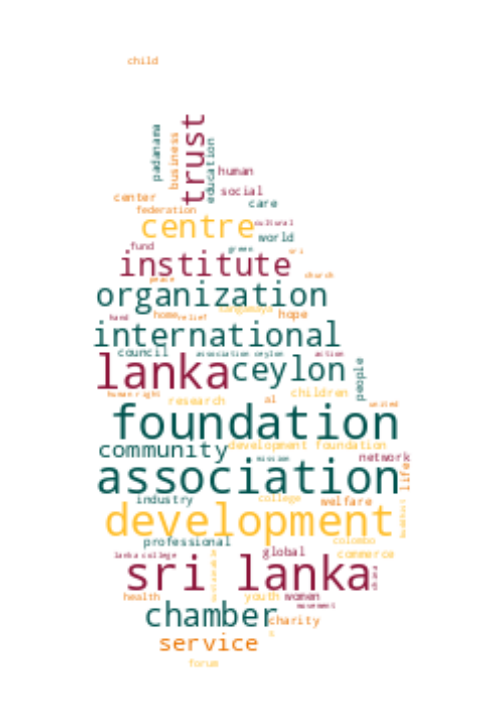 child
trust
padanama
business
education
human
social
center
care
federation
centre
cultural
world
fund
green
sri
institute
church
peace
organization
sangamaya
hand
home
relief
hope
international
council
association ceylon
action
lanka
ceylon
people
human right
research
al
children
united
foundation
community
development foundation
mission
network
association
life
industry
college
welfare
buddhist
development
professional
colombo
lanka college
global
commerce
sri lanka
health
youth
women
movement
chamber
charity
service
forum